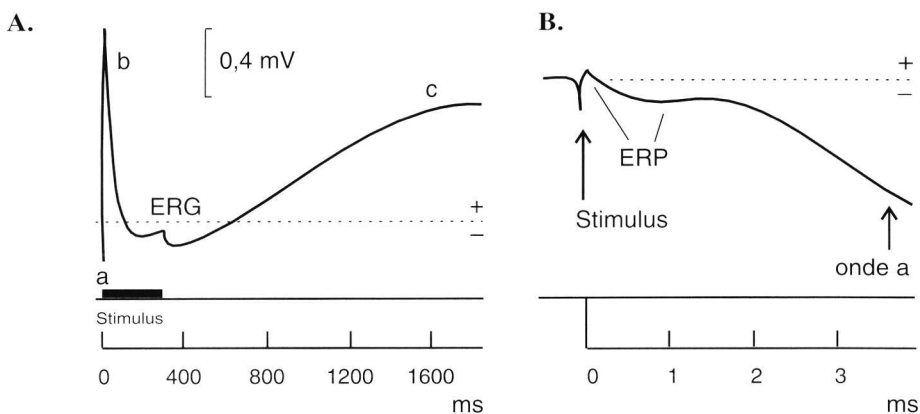 A.
b
0,4 mV
c
ERG
+
–
a
Stimulus
0 400 800 1200 1600
ms
B.
+
–
ERP
Stimulus
onde a
0 1 2 3
ms